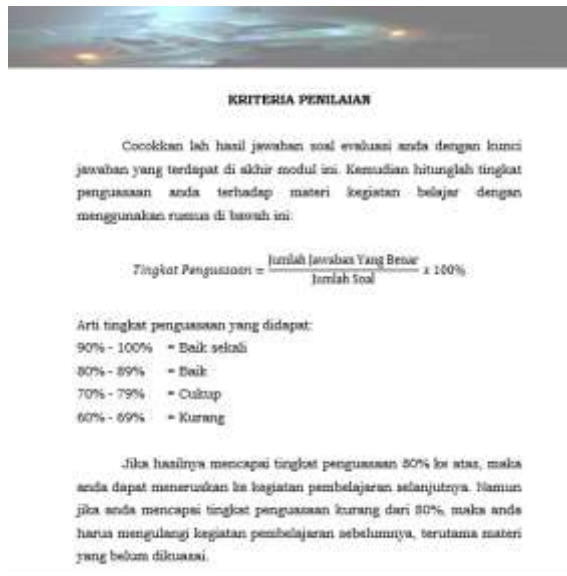 KRITERIA PENILAIAN
Cocokkan lah hasil jawaban soal evaluasi anda dengan kunci
jawaban yang terdapat di akhir modul ini. Kemudian hitunglah tingkat
penguasaan anda terhadap materi kegiatan belajar dengan
menggunakan rumus di bawah ini:
Tingkat Penguasaan = Jumlah Jawaban Yang Benar / Jumlah Soal x 100%
Arti tingkat penguasaan yang didapat:
90% - 100% = Baik sekali
80% - 89% = Baik
70% - 79% = Cukup
60% - 69% = Kurang
Jika hasilnya mencapai tingkat penguasaan 80% ke atas, maka
anda dapat meneruskan ke kegiatan pembelajaran selanjutnya. Namun
jika anda mencapai tingkat penguasaan kurang dari 80%, maka anda
harus mengulangi kegiatan pembelajaran sebelumnya, terutama materi
yang belum dikuasai.